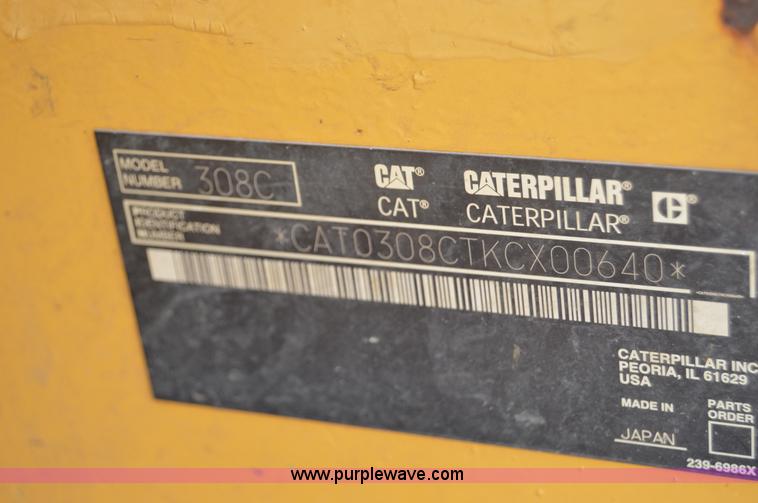 MODEL NUMBER 308C
CAT® CATERPILLAR® C
CAT® CATERPILLAR®
PRODUCT IDENTIFICATION NUMBER *CAT0308CTKCX00640*
CATERPILLAR INC
PEORIA, IL 61629
USA
MADE IN
JAPAN
PARTS ORDER
239-6986X
www.purplewave.com